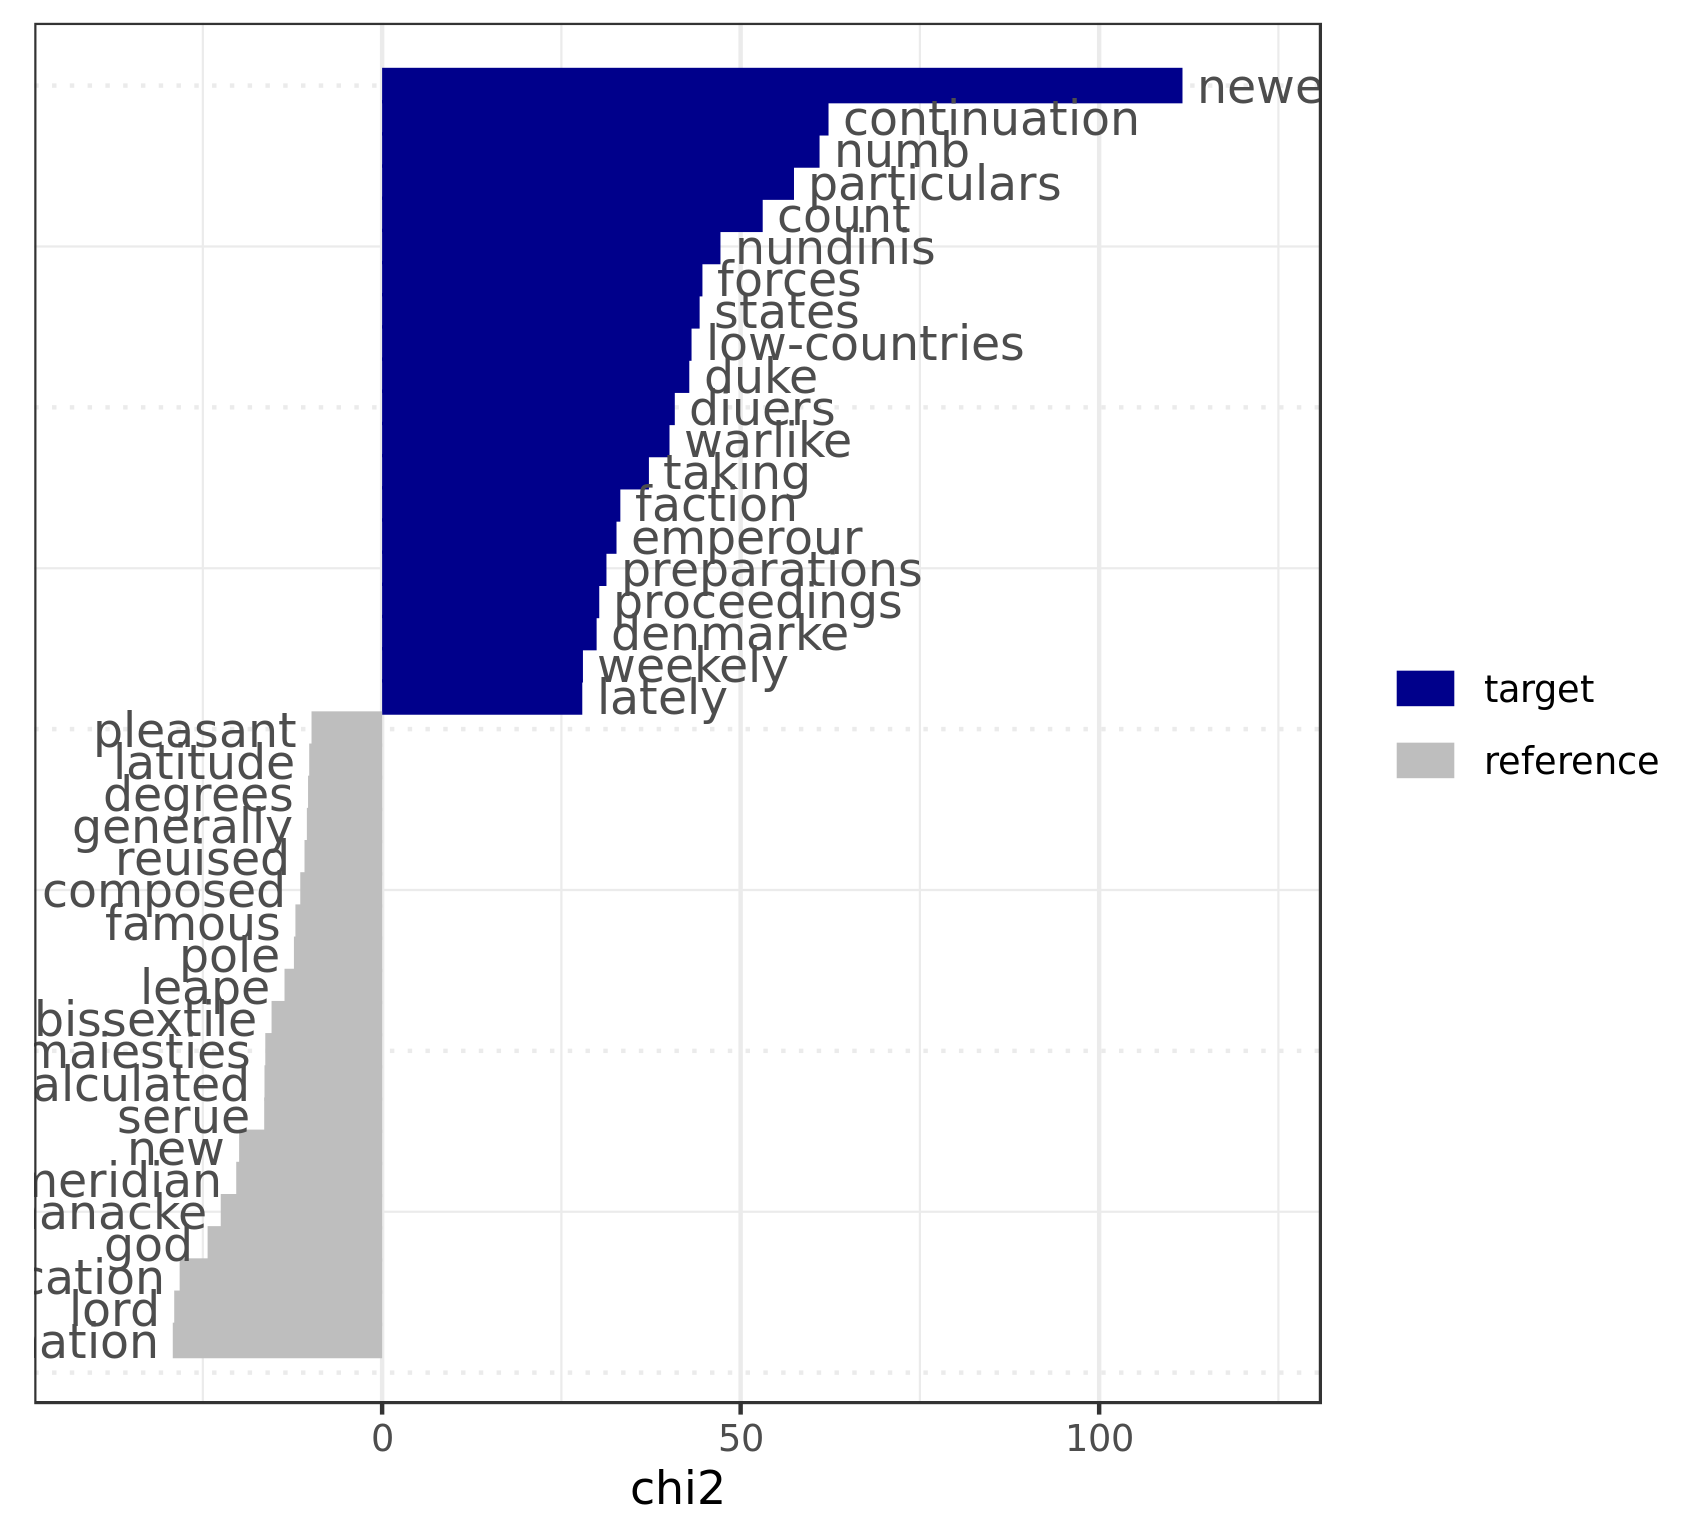 newe
continuation
numb
particulars
count
nundinis
forces
states
low-countries
duke
diuers
warlike
taking
faction
emperour
preparations
proceedings
denmarke
weekely
lately
pleasant
latitude
degrees
generally
reuised
composed
famous
pole
leape
bissextile
maiesties
alculated
serue
new
neridian
anacke
god
cation
lord
ation
target
reference
0 50 100
chi2